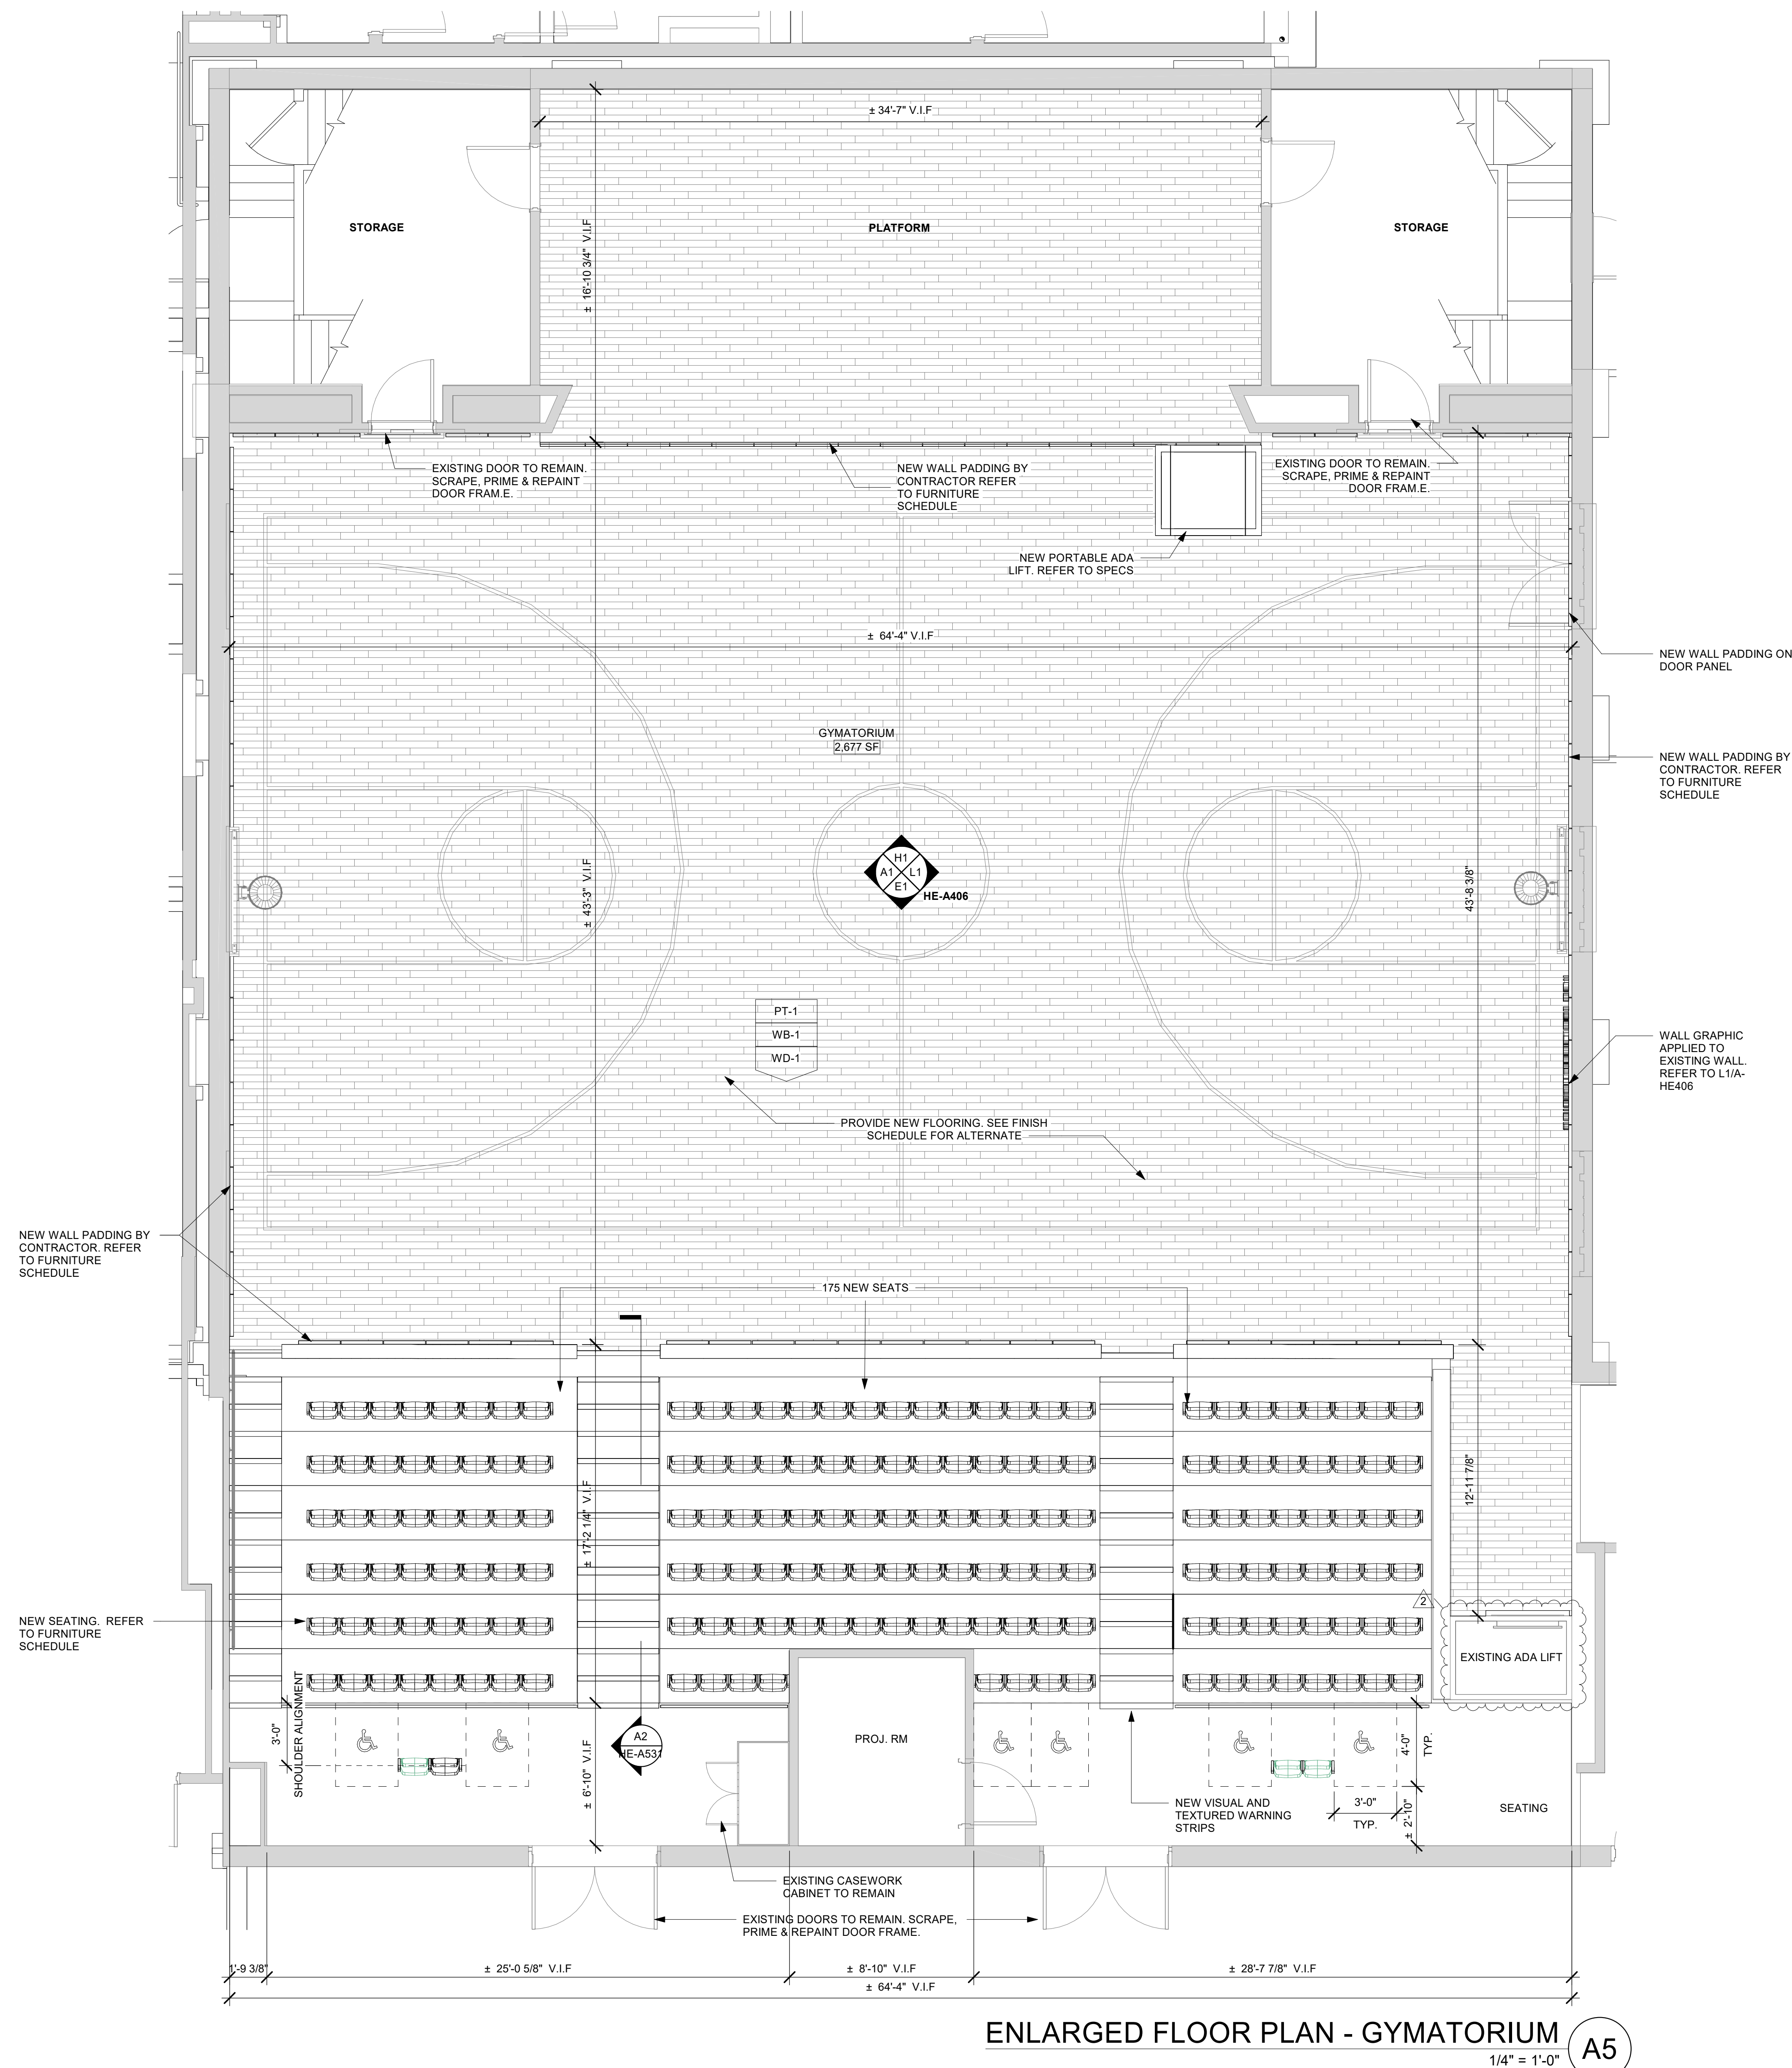 ± 34'-7" V.I.F
STORAGE
PLATFORM
STORAGE
± 16'-10 3/4" V.I.F
EXISTING DOOR TO REMAIN.
SCRAPE, PRIME & REPAINT
DOOR FRAM.E.
NEW WALL PADDING BY
CONTRACTOR REFER
TO FURNITURE
SCHEDULE
EXISTING DOOR TO REMAIN.
SCRAPE, PRIME & REPAINT
DOOR FRAM.E.
NEW PORTABLE ADA
LIFT. REFER TO SPECS
± 64'-4" V.I.F
NEW WALL PADDING ON
DOOR PANEL
GYMATORIUM
2,677 SF
NEW WALL PADDING BY
CONTRACTOR. REFER
TO FURNITURE
SCHEDULE
H1
A1
L1
E1
HE-A406
± 43'-3" V.I.F
43'-8 3/8"
PT-1
WB-1
WD-1
WALL GRAPHIC
APPLIED TO
EXISTING WALL.
REFER TO L1/A-
HE406
PROVIDE NEW FLOORING. SEE FINISH
SCHEDULE FOR ALTERNATE
NEW WALL PADDING BY
CONTRACTOR. REFER
TO FURNITURE
SCHEDULE
175 NEW SEATS
± 17'-2 1/4" V.I.F
12'-11 7/8"
2
NEW SEATING. REFER
TO FURNITURE
SCHEDULE
EXISTING ADA LIFT
3'-0"
SHOULDER ALIGNMENT
A2
HE-A531
± 6'-10" V.I.F
PROJ. RM
4'-0"
TYP.
NEW VISUAL AND
TEXTURED WARNING
STRIPS
3'-0"
TYP.
± 2'-10"
SEATING
EXISTING CASEWORK
CABINET TO REMAIN
EXISTING DOORS TO REMAIN. SCRAPE,
PRIME & REPAINT DOOR FRAME.
1'-9 3/8"
± 25'-0 5/8" V.I.F
± 8'-10" V.I.F
± 28'-7 7/8" V.I.F
± 64'-4" V.I.F
ENLARGED FLOOR PLAN - GYMATORIUM
1/4" = 1'-0"
A5